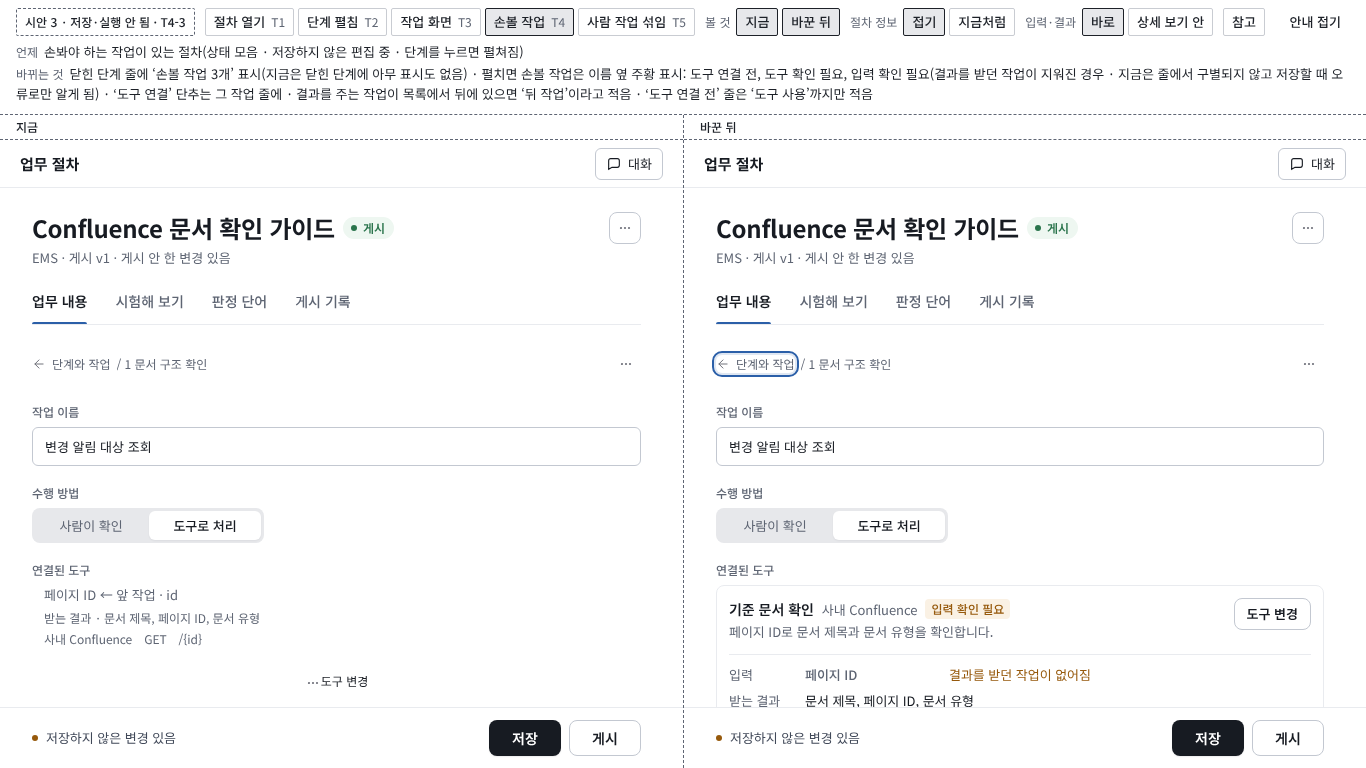 시안 3 · 저장·실행 안 됨 · T4-3 절차 열기 T1 단계 펼침 T2 작업 화면 T3 손볼 작업 T4 사람 작업 섞임 T5 볼 것 지금 바꾼 뒤 절차 정보 접기 지금처럼 입력·결과 바로 상세 보기 안 참고 안내 접기
언제 손봐야 하는 작업이 있는 절차(상태 모음 · 저장하지 않은 편집 중 · 단계를 누르면 펼쳐짐)
바뀌는 것 닫힌 단계 줄에 ‘손볼 작업 3개’ 표시(지금은 닫힌 단계에 아무 표시도 없음) · 펼치면 손볼 작업은 이름 옆 주황 표시: 도구 연결 전, 도구 확인 필요, 입력 확인 필요(결과를 받던 작업이 지워진 경우 · 지금은 줄에서 구별되지 않고 저장할 때 오
류로만 알게 됨) · ‘도구 연결’ 단추는 그 작업 줄에 · 결과를 주는 작업이 목록에서 뒤에 있으면 ‘뒤 작업’이라고 적음 · ‘도구 연결 전’ 줄은 ‘도구 사용’까지만 적음
지금
업무 절차
대화
Confluence 문서 확인 가이드 게시 ···
EMS · 게시 v1 · 게시 안 한 변경 있음
업무 내용 시험해 보기 판정 단어 게시 기록
← 단계와 작업 / 1 문서 구조 확인 ···
작업 이름
변경 알림 대상 조회
수행 방법
사람이 확인 도구로 처리
연결된 도구
페이지 ID ← 앞 작업 · id
받는 결과 · 문서 제목, 페이지 ID, 문서 유형
사내 Confluence GET /{id}
··· 도구 변경
저장하지 않은 변경 있음 저장 게시
바꾼 뒤
업무 절차
대화
Confluence 문서 확인 가이드 게시 ···
EMS · 게시 v1 · 게시 안 한 변경 있음
업무 내용 시험해 보기 판정 단어 게시 기록
← 단계와 작업 / 1 문서 구조 확인 ···
작업 이름
변경 알림 대상 조회
수행 방법
사람이 확인 도구로 처리
연결된 도구
기준 문서 확인 사내 Confluence 입력 확인 필요 도구 변경
페이지 ID로 문서 제목과 문서 유형을 확인합니다.
입력 페이지 ID 결과를 받던 작업이 없어짐
받는 결과 문서 제목, 페이지 ID, 문서 유형
저장하지 않은 변경 있음 저장 게시